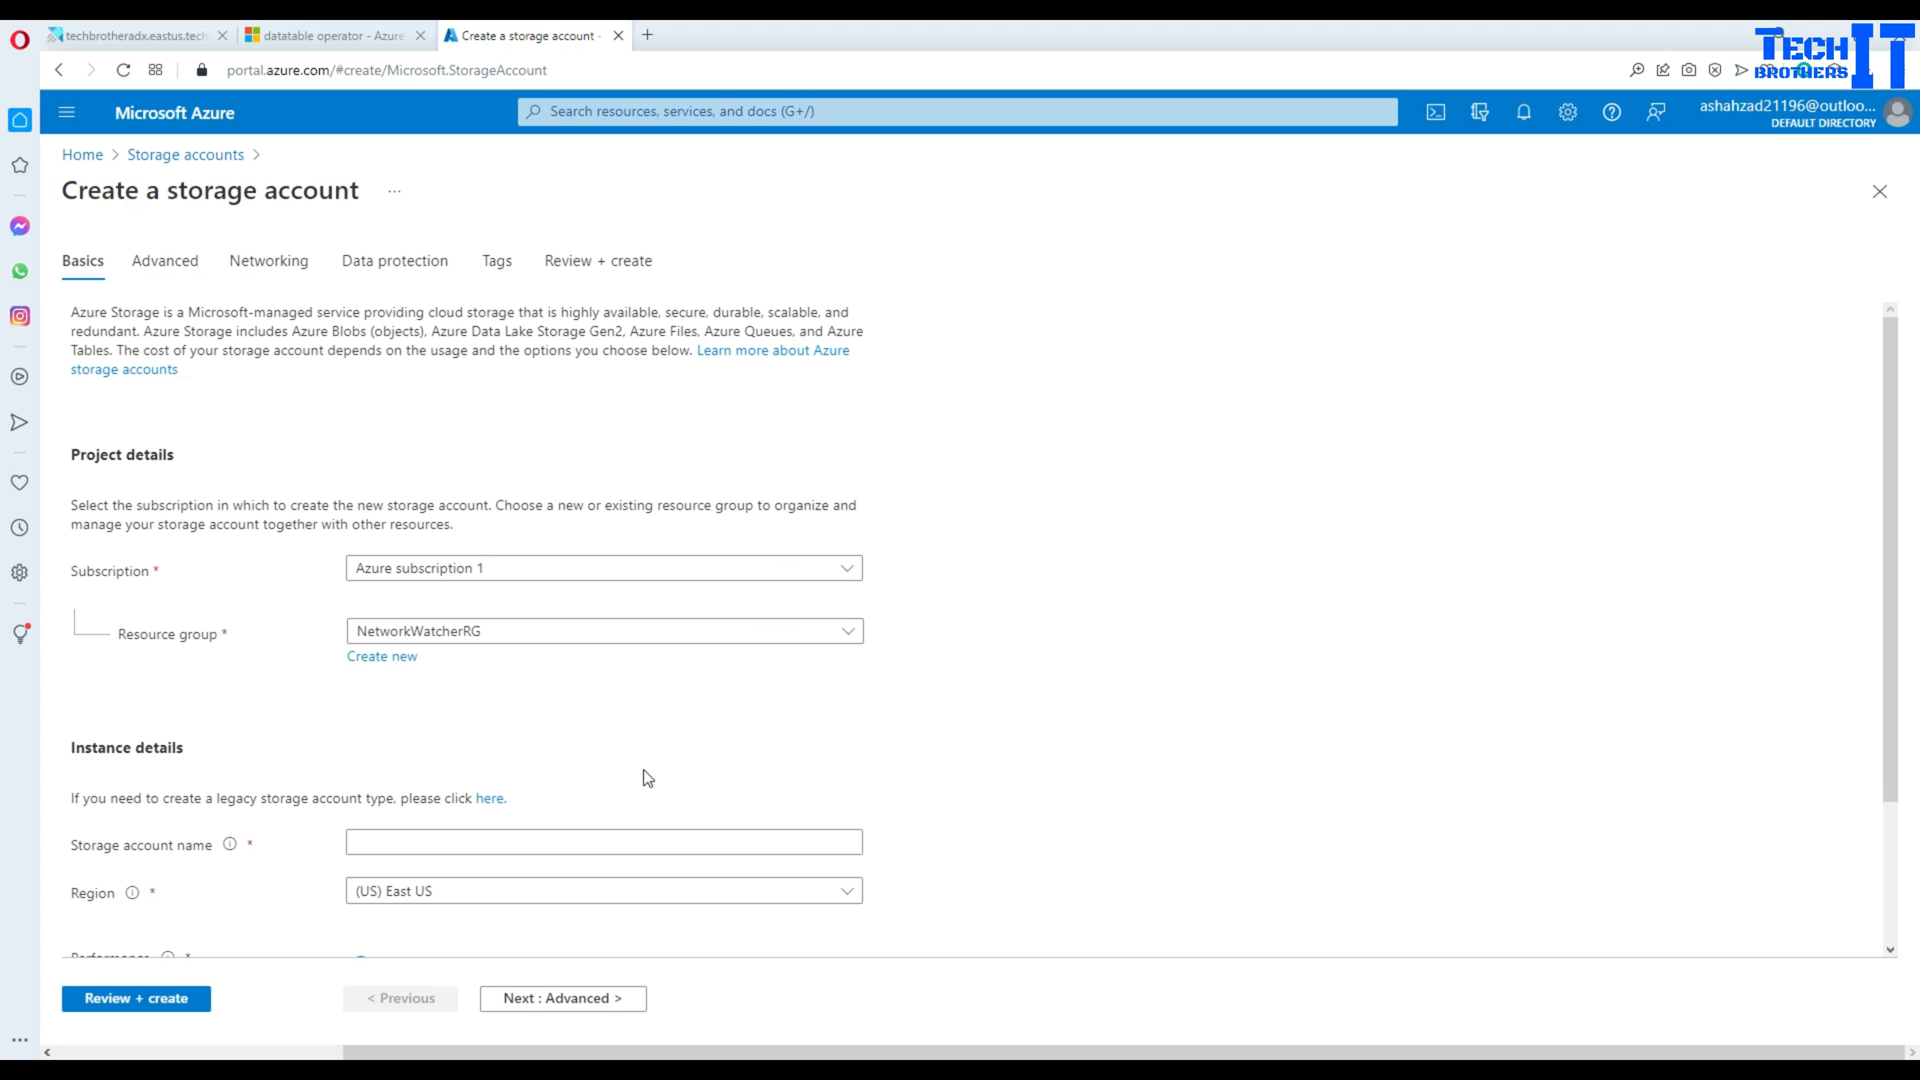 techbrotheradx.eastus.tech
datatable operator - Azure
Create a storage account -
portal.azure.com/#create/Microsoft.StorageAccount
TECH IT
BROTHERS
Microsoft Azure
Search resources, services, and docs (G+/)
ashahzad21196@outloo...
DEFAULT DIRECTORY
Home > Storage accounts >
Create a storage account ...
Basics
Advanced
Networking
Data protection
Tags
Review + create
Azure Storage is a Microsoft-managed service providing cloud storage that is highly available, secure, durable, scalable, and
redundant. Azure Storage includes Azure Blobs (objects), Azure Data Lake Storage Gen2, Azure Files, Azure Queues, and Azure
Tables. The cost of your storage account depends on the usage and the options you choose below. Learn more about Azure
storage accounts
Project details
Select the subscription in which to create the new storage account. Choose a new or existing resource group to organize and
manage your storage account together with other resources.
Subscription *
Azure subscription 1
Resource group *
NetworkWatcherRG
Create new
Instance details
If you need to create a legacy storage account type, please click here.
Storage account name *
Region *
(US) East US
Performance *
Review + create
< Previous
Next : Advanced >